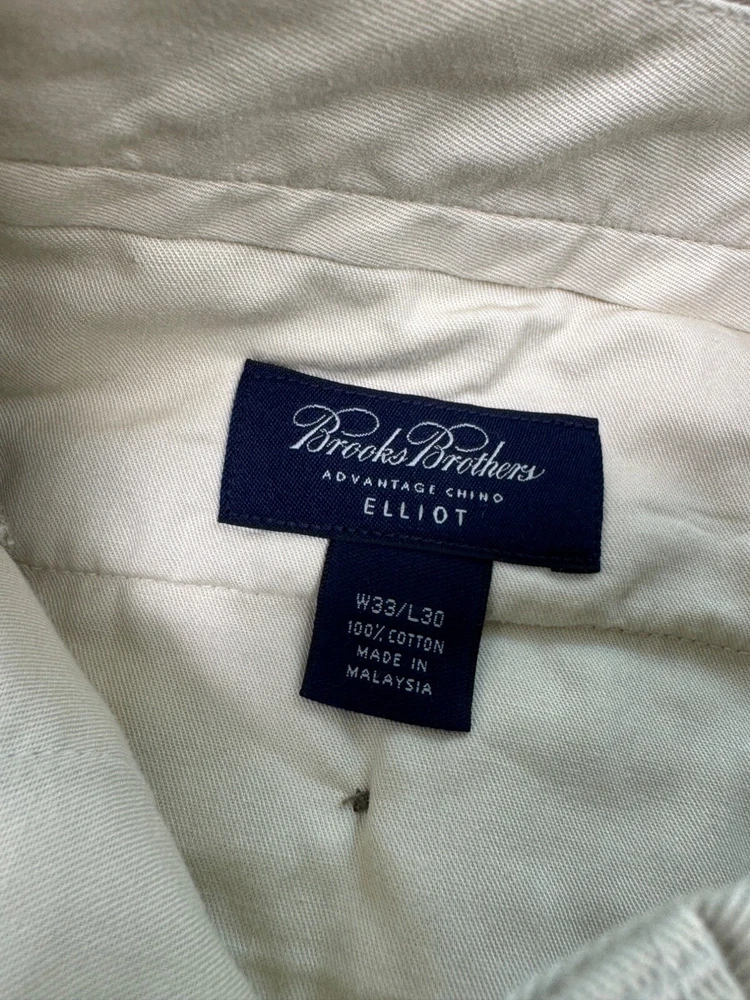 Brooks Brothers
ADVANTAGE CHINO
ELLIOT
W33/L30
100% COTTON
MADE IN
MALAYSIA